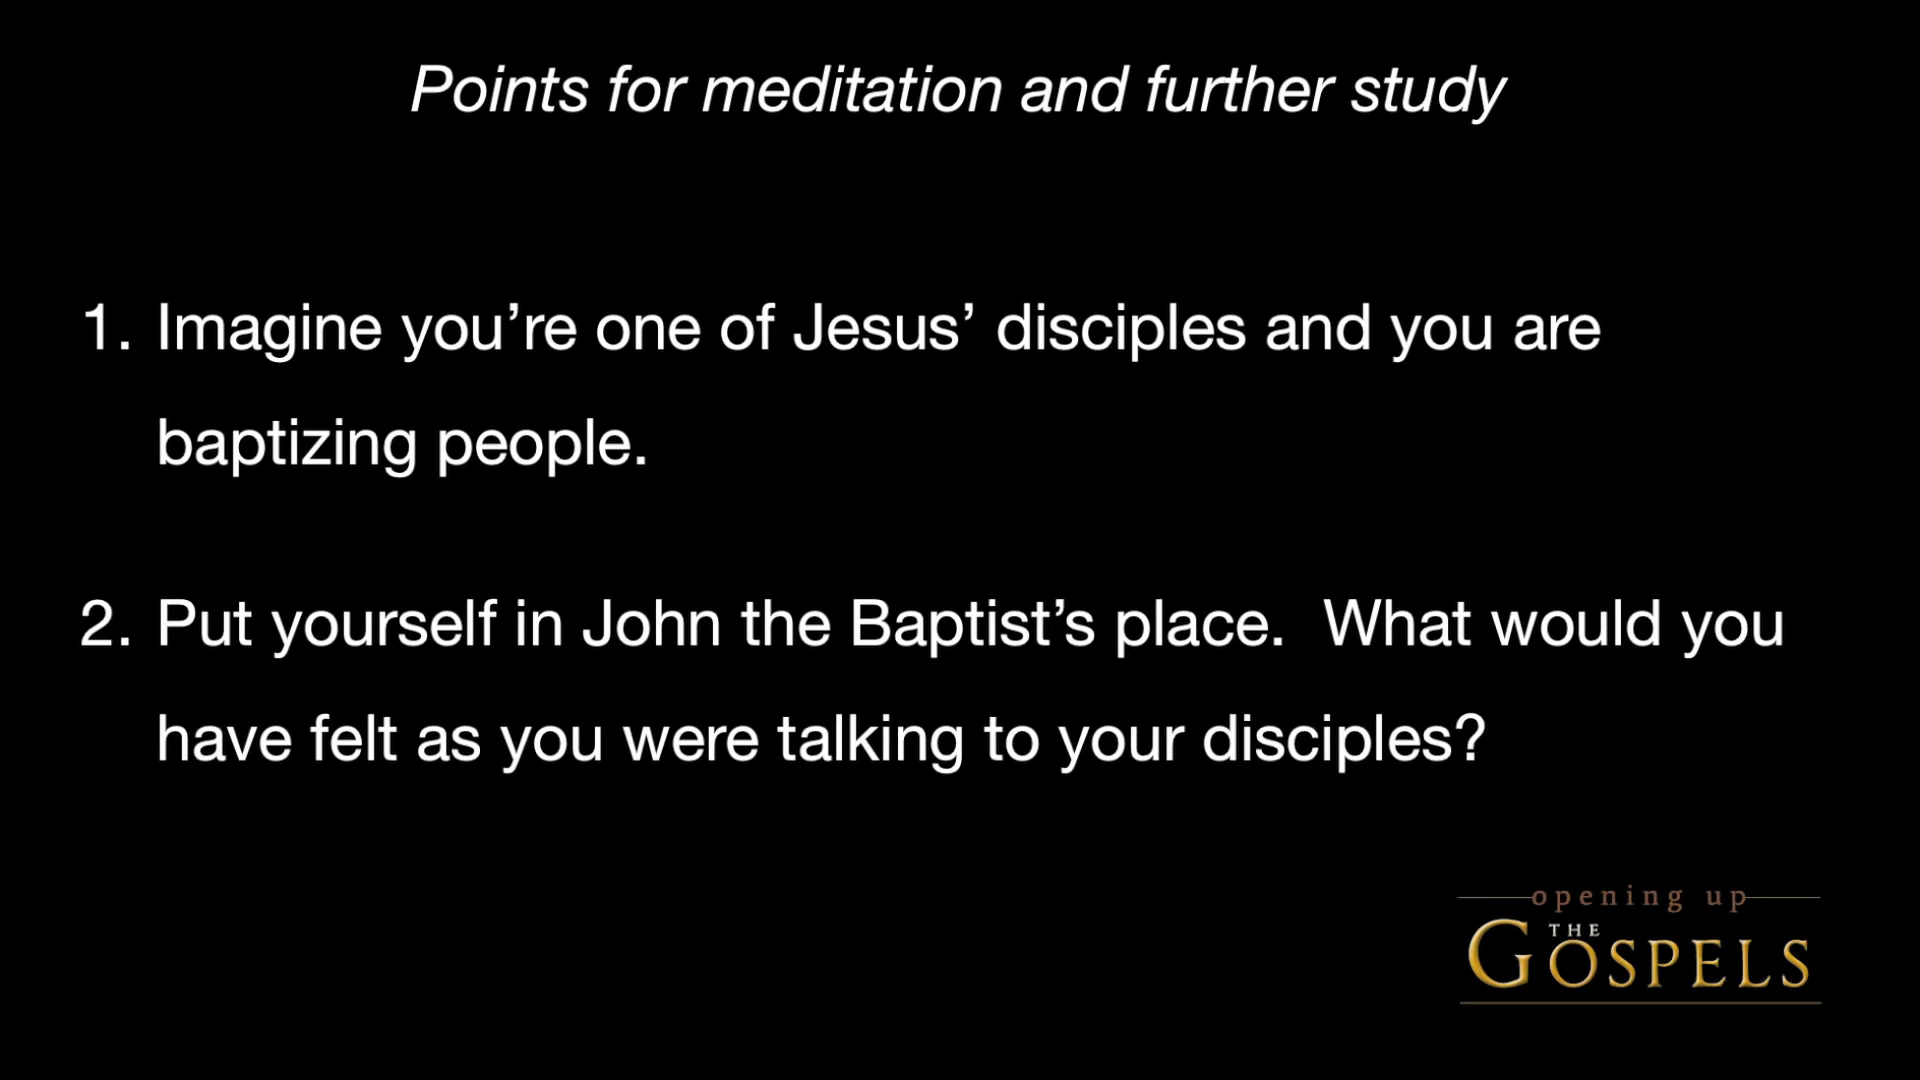 Points for meditation and further study
1. Imagine you’re one of Jesus’ disciples and you are
baptizing people.
2. Put yourself in John the Baptist’s place.  What would you
have felt as you were talking to your disciples?
opening up
THE
GOSPELS